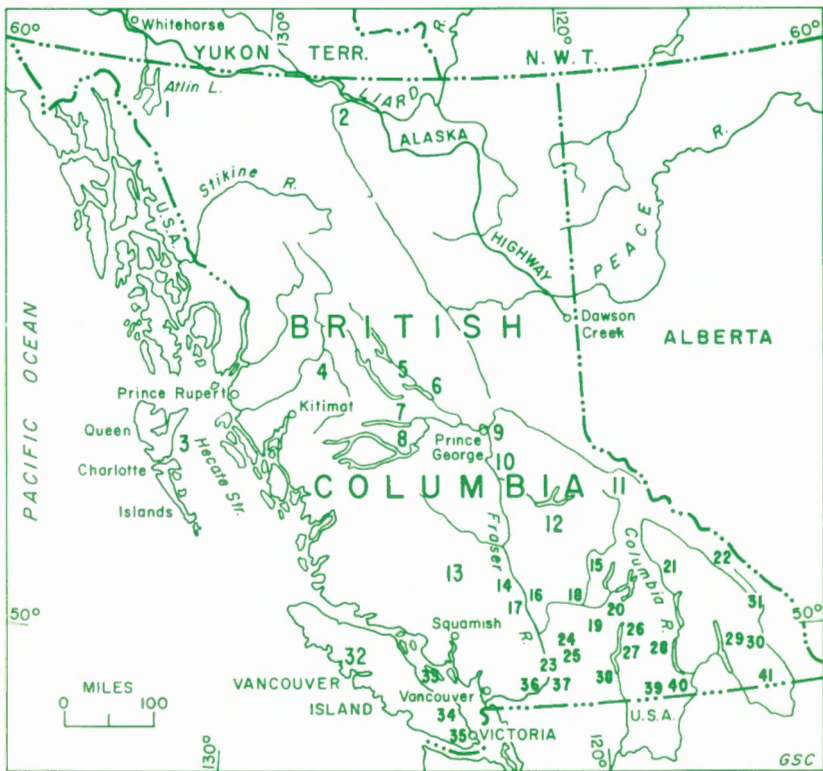 60°
Whitehorse
130°
120°
60°
YUKON TERR.
N. W. T.
R.
Atlin L.
1
LIARD
2
ALASKA
R.
Stikine R.
U.S.A.
HIGHWAY
PEACE
Dawson Creek
BRITISH
ALBERTA
PACIFIC OCEAN
4
5
6
Prince Rupert
Kitimat
7
8
Prince George
9
10
Queen Charlotte Islands
3
Hecate Str.
COLUMBIA
11
12
Fraser R.
Columbia R.
13
14
15
16
17
18
19
20
21
22
31
50°
50°
Squamish
23
24
25
26
27
28
29
30
32
33
VANCOUVER ISLAND
Vancouver
34
35
VICTORIA
36
37
38
39
40
41
MILES
0 100
U.S.A.
130°
120°
GSC